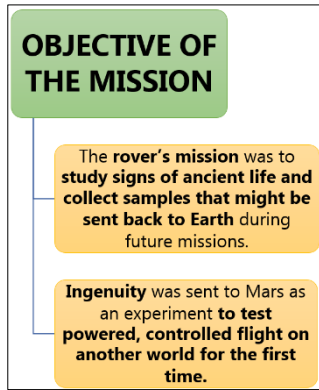 OBJECTIVE OF
THE MISSION
The rover's mission was to
study signs of ancient life and
collect samples that might be
sent back to Earth during
future missions.
Ingenuity was sent to Mars as
an experiment to test
powered, controlled flight on
another world for the first
time.